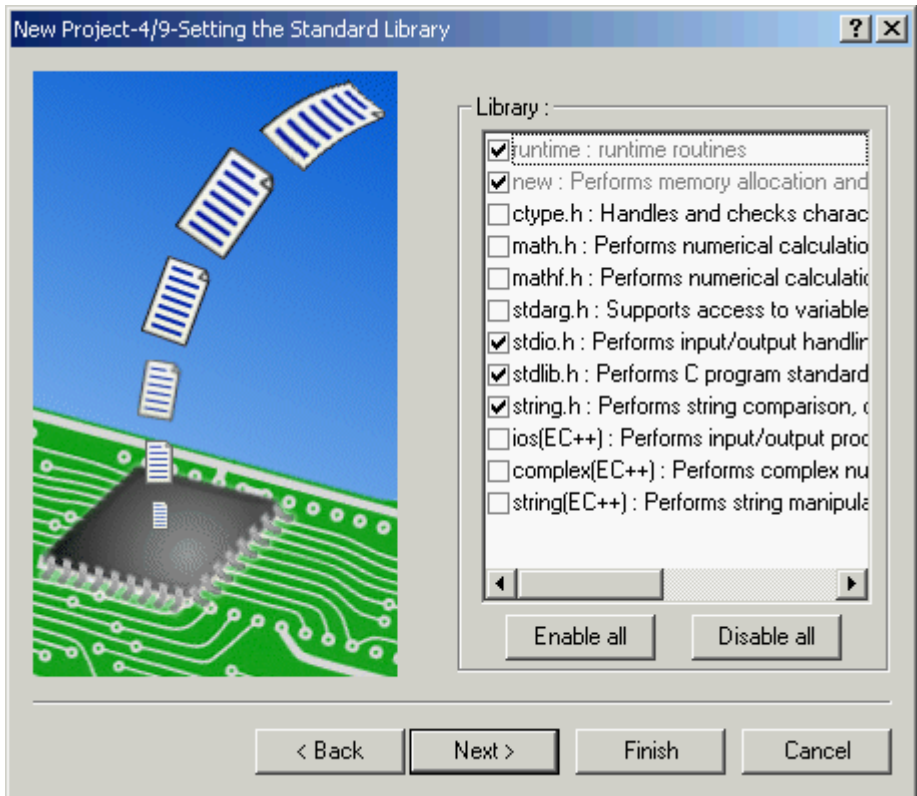 New Project-4/9-Setting the Standard Library
Library :
runtime : runtime routines
new : Performs memory allocation and
ctype.h : Handles and checks charac
math.h : Performs numerical calculatio
mathf.h : Performs numerical calculatio
stdarg.h : Supports access to variable
stdio.h : Performs input/output handlin
stdlib.h : Performs C program standard
string.h : Performs string comparison, c
ios(EC++) : Performs input/output proc
complex(EC++) : Performs complex nu
string(EC++) : Performs string manipula
Enable all Disable all
< Back Next > Finish Cancel